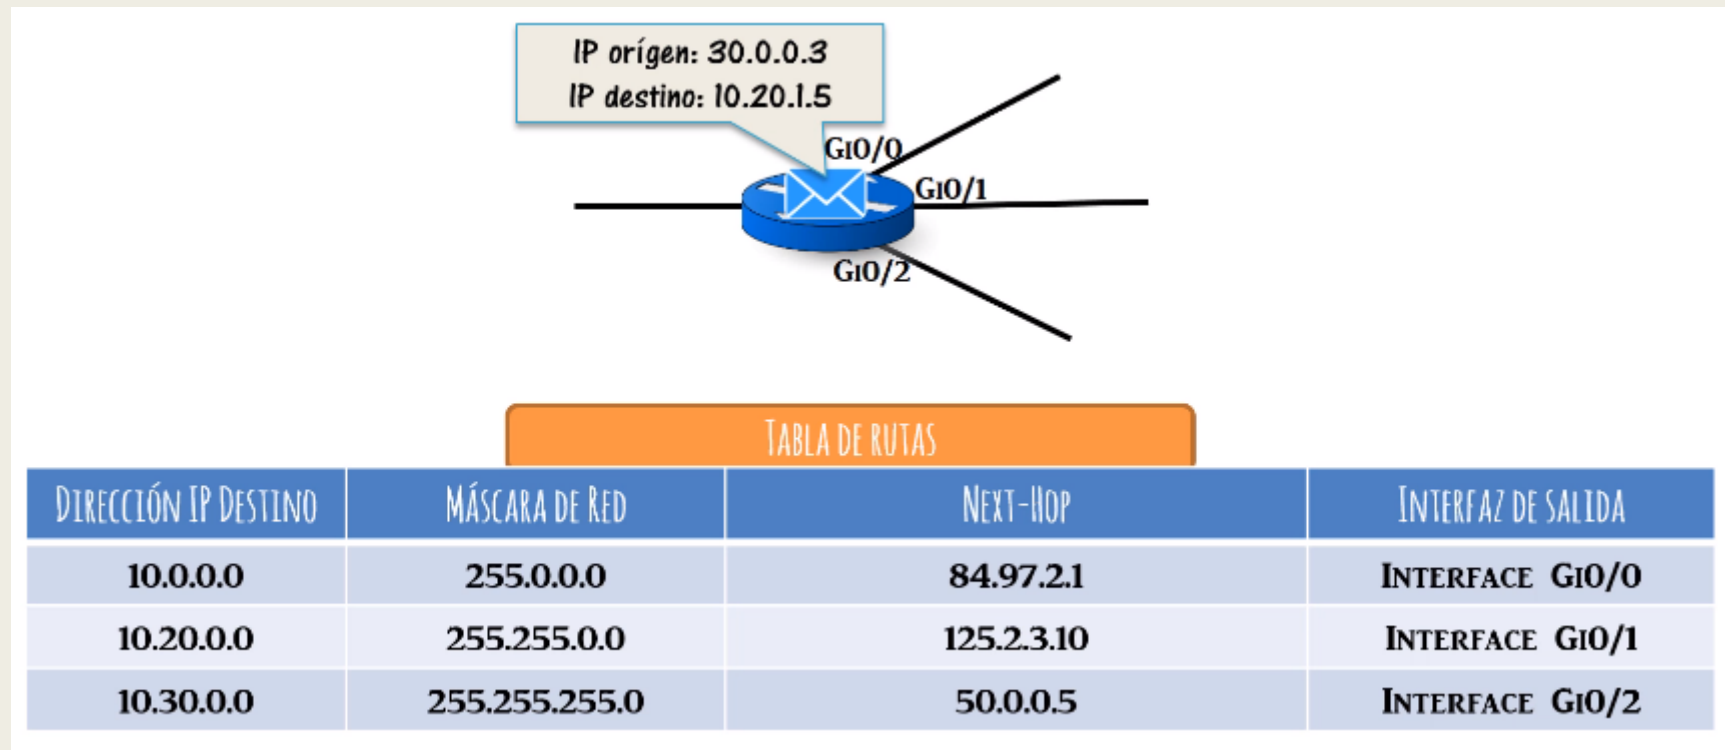 IP orígen: 30.0.0.3
IP destino: 10.20.1.5
Gi0/0
Gi0/1
Gi0/2
Tabla de rutas
Dirección IP Destino Máscara de Red Next-Hop Interfaz de salida
10.0.0.0 255.0.0.0 84.97.2.1 Interface Gi0/0
10.20.0.0 255.255.0.0 125.2.3.10 Interface Gi0/1
10.30.0.0 255.255.255.0 50.0.0.5 Interface Gi0/2